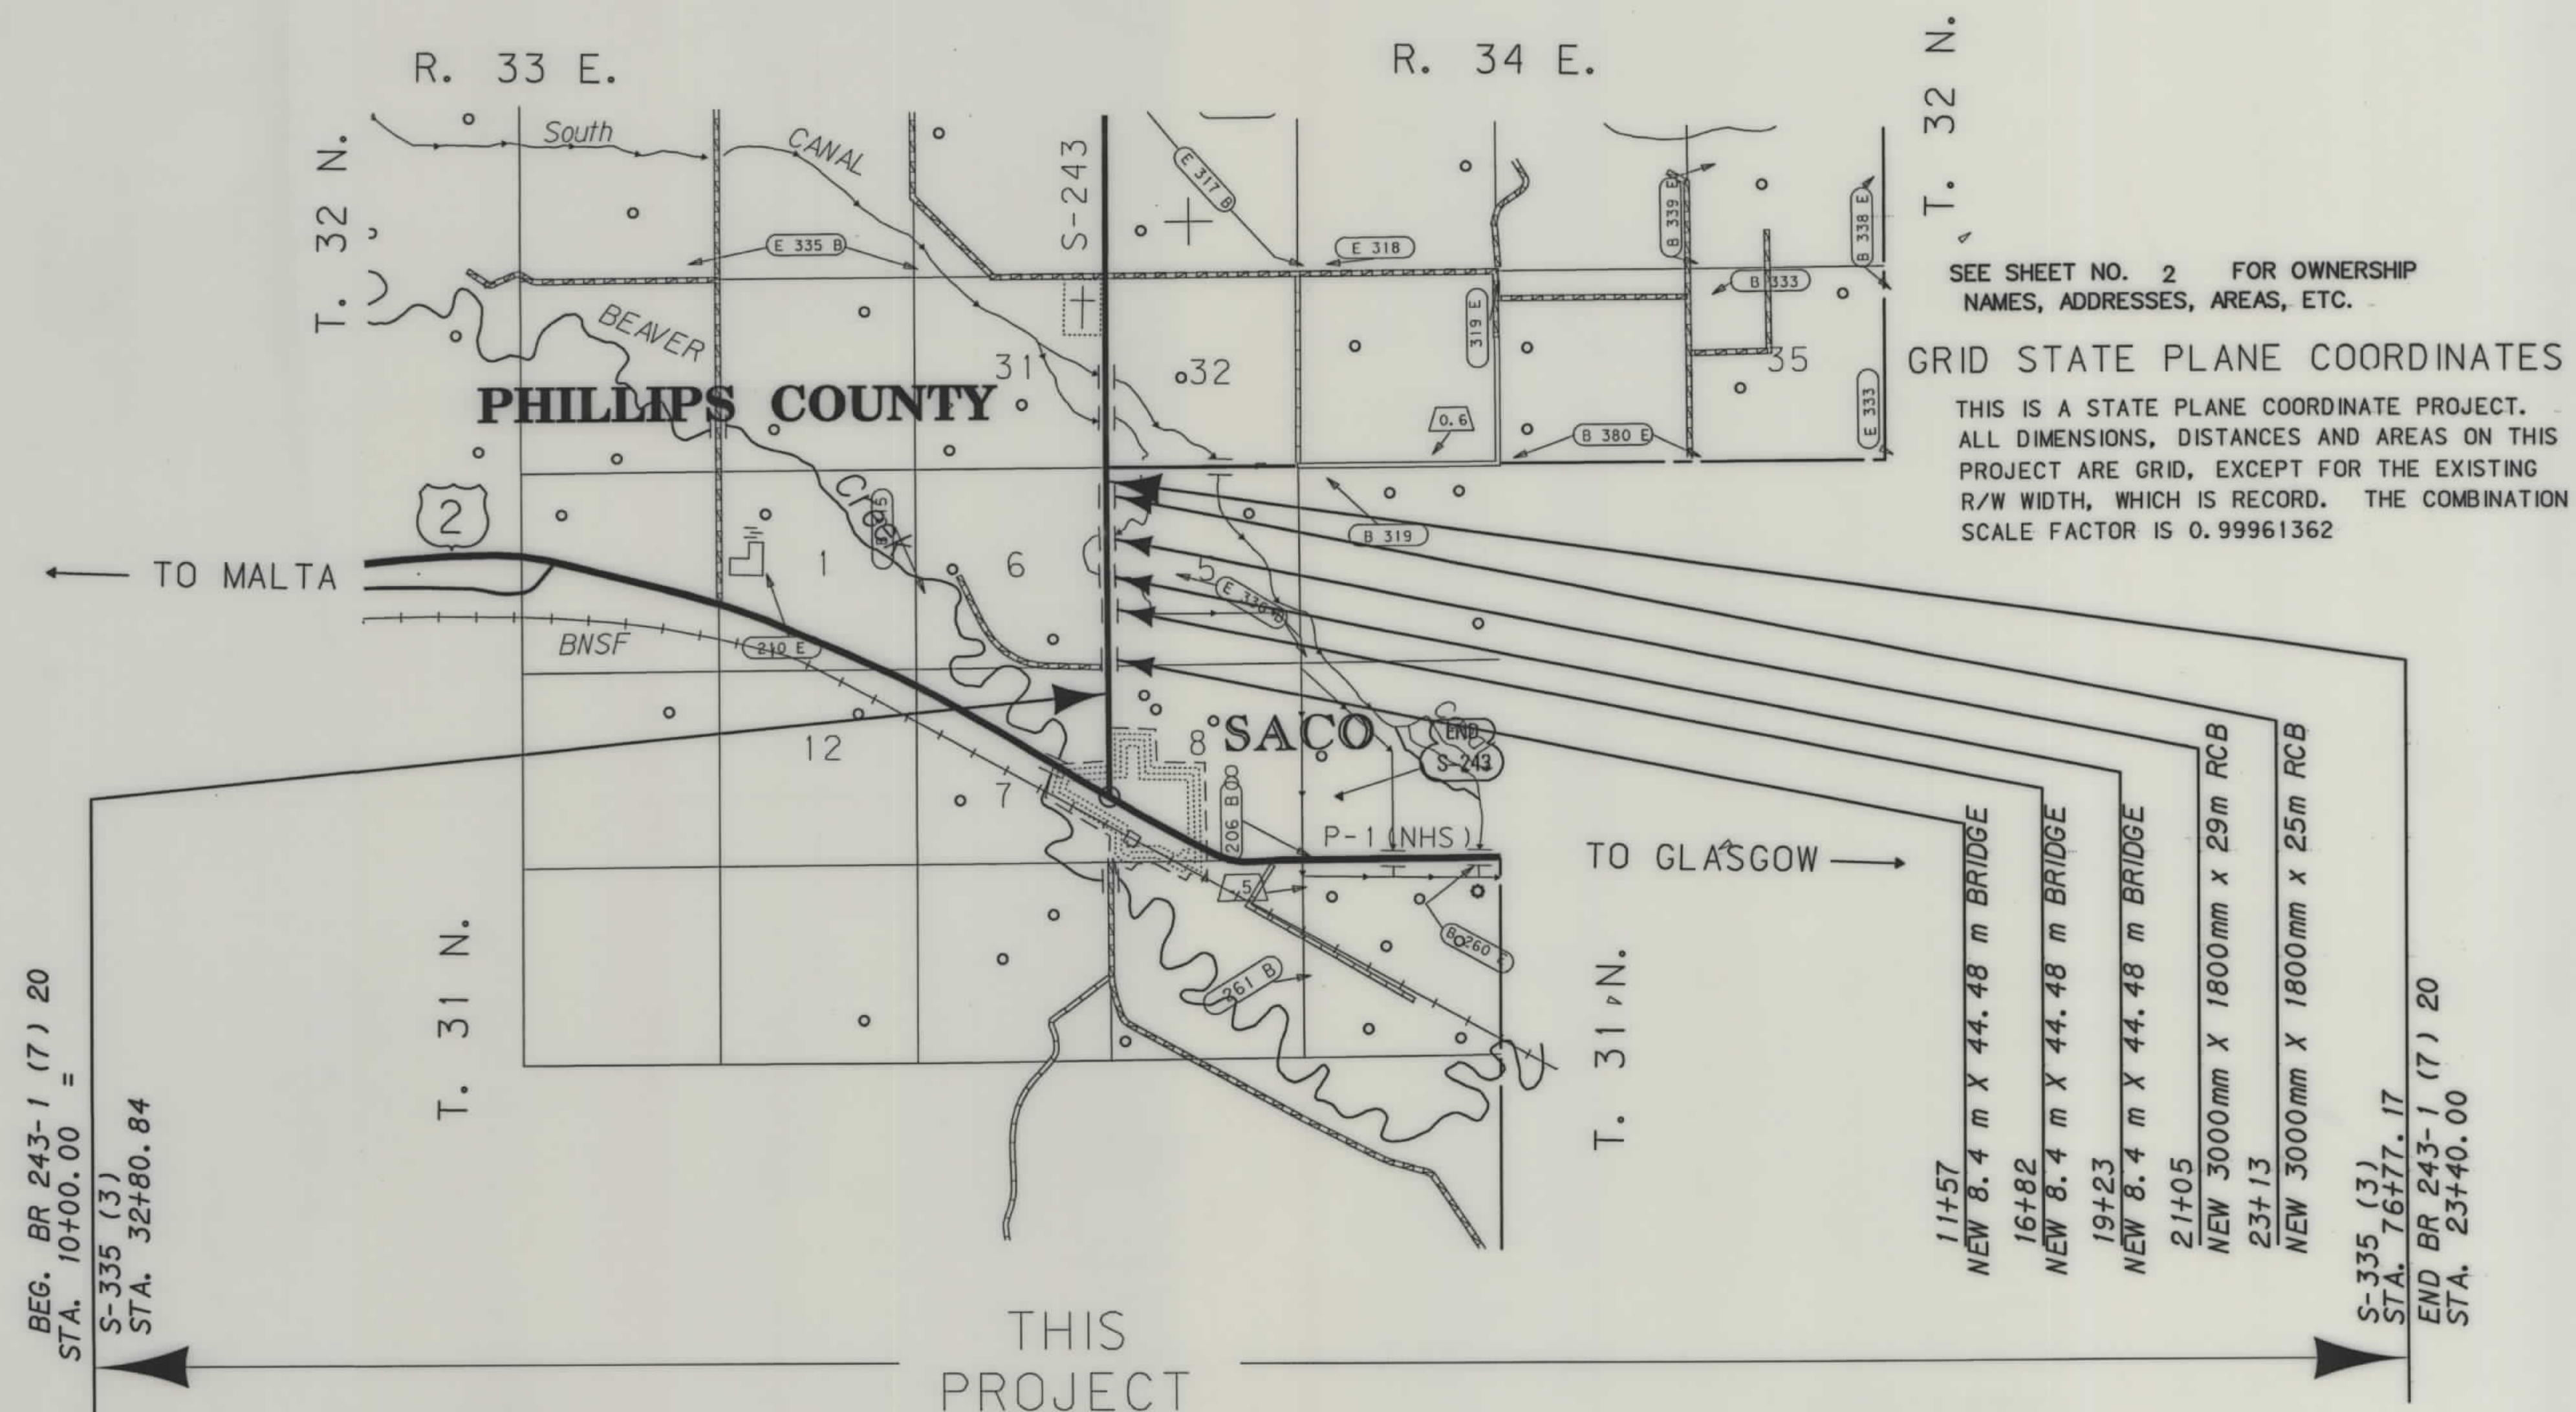 R. 33 E.
R. 34 E.
T. 32 N.
T. 32 N.
South
CANAL
S-243
E 317 B
E 335 B
E 318
B 339 E
B 338 E
B 333
SEE SHEET NO. 2 FOR OWNERSHIP
NAMES, ADDRESSES, AREAS, ETC.
BEAVER
319 E
31
32
35
GRID STATE PLANE COORDINATES
PHILLIPS COUNTY
0.6
B 380 E
E 333
THIS IS A STATE PLANE COORDINATE PROJECT.
ALL DIMENSIONS, DISTANCES AND AREAS ON THIS
PROJECT ARE GRID, EXCEPT FOR THE EXISTING
R/W WIDTH, WHICH IS RECORD. THE COMBINATION
SCALE FACTOR IS 0.99961362
2
Creek
B 319
TO MALTA
1
6
5
BNSF
210 E
12
7
8
SACO
END
S-243
206 B
P-1 (NHS)
TO GLASGOW
.5
B 260 E
261 B
T. 31 N.
T. 31 N.
BEG. BR 243-1 (7) 20
STA. 10+00.00 =
S-335 (3)
STA. 32+80.84
11+57
NEW 8.4 m X 44.48 m BRIDGE
16+82
NEW 8.4 m X 44.48 m BRIDGE
19+23
NEW 8.4 m X 44.48 m BRIDGE
21+05
NEW 3000mm X 1800mm x 29m RCB
23+13
NEW 3000mm X 1800mm x 25m RCB
S-335 (3)
STA. 76+77.17
END BR 243-1 (7) 20
STA. 23+40.00
THIS
PROJECT